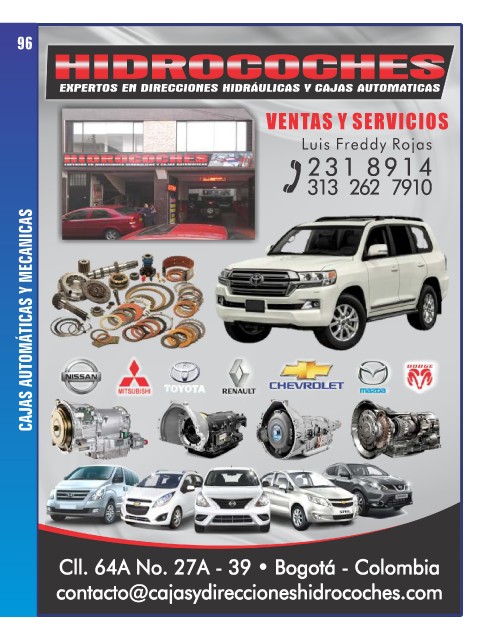 96
CAJAS AUTOMÁTICAS Y MECANICAS
HIDROCOCHES
EXPERTOS EN DIRECCIONES HIDRÁULICAS Y CAJAS AUTOMATICAS
VENTAS Y SERVICIOS
Luis Freddy Rojas
231 8914
313 262 7910
HIDROCOCHES
NISSAN
MITSUBISHI
TOYOTA
RENAULT
CHEVROLET
mazda
DODGE
Cll. 64A No. 27A - 39 • Bogotá - Colombia
contacto@cajasydireccioneshidrocoches.com